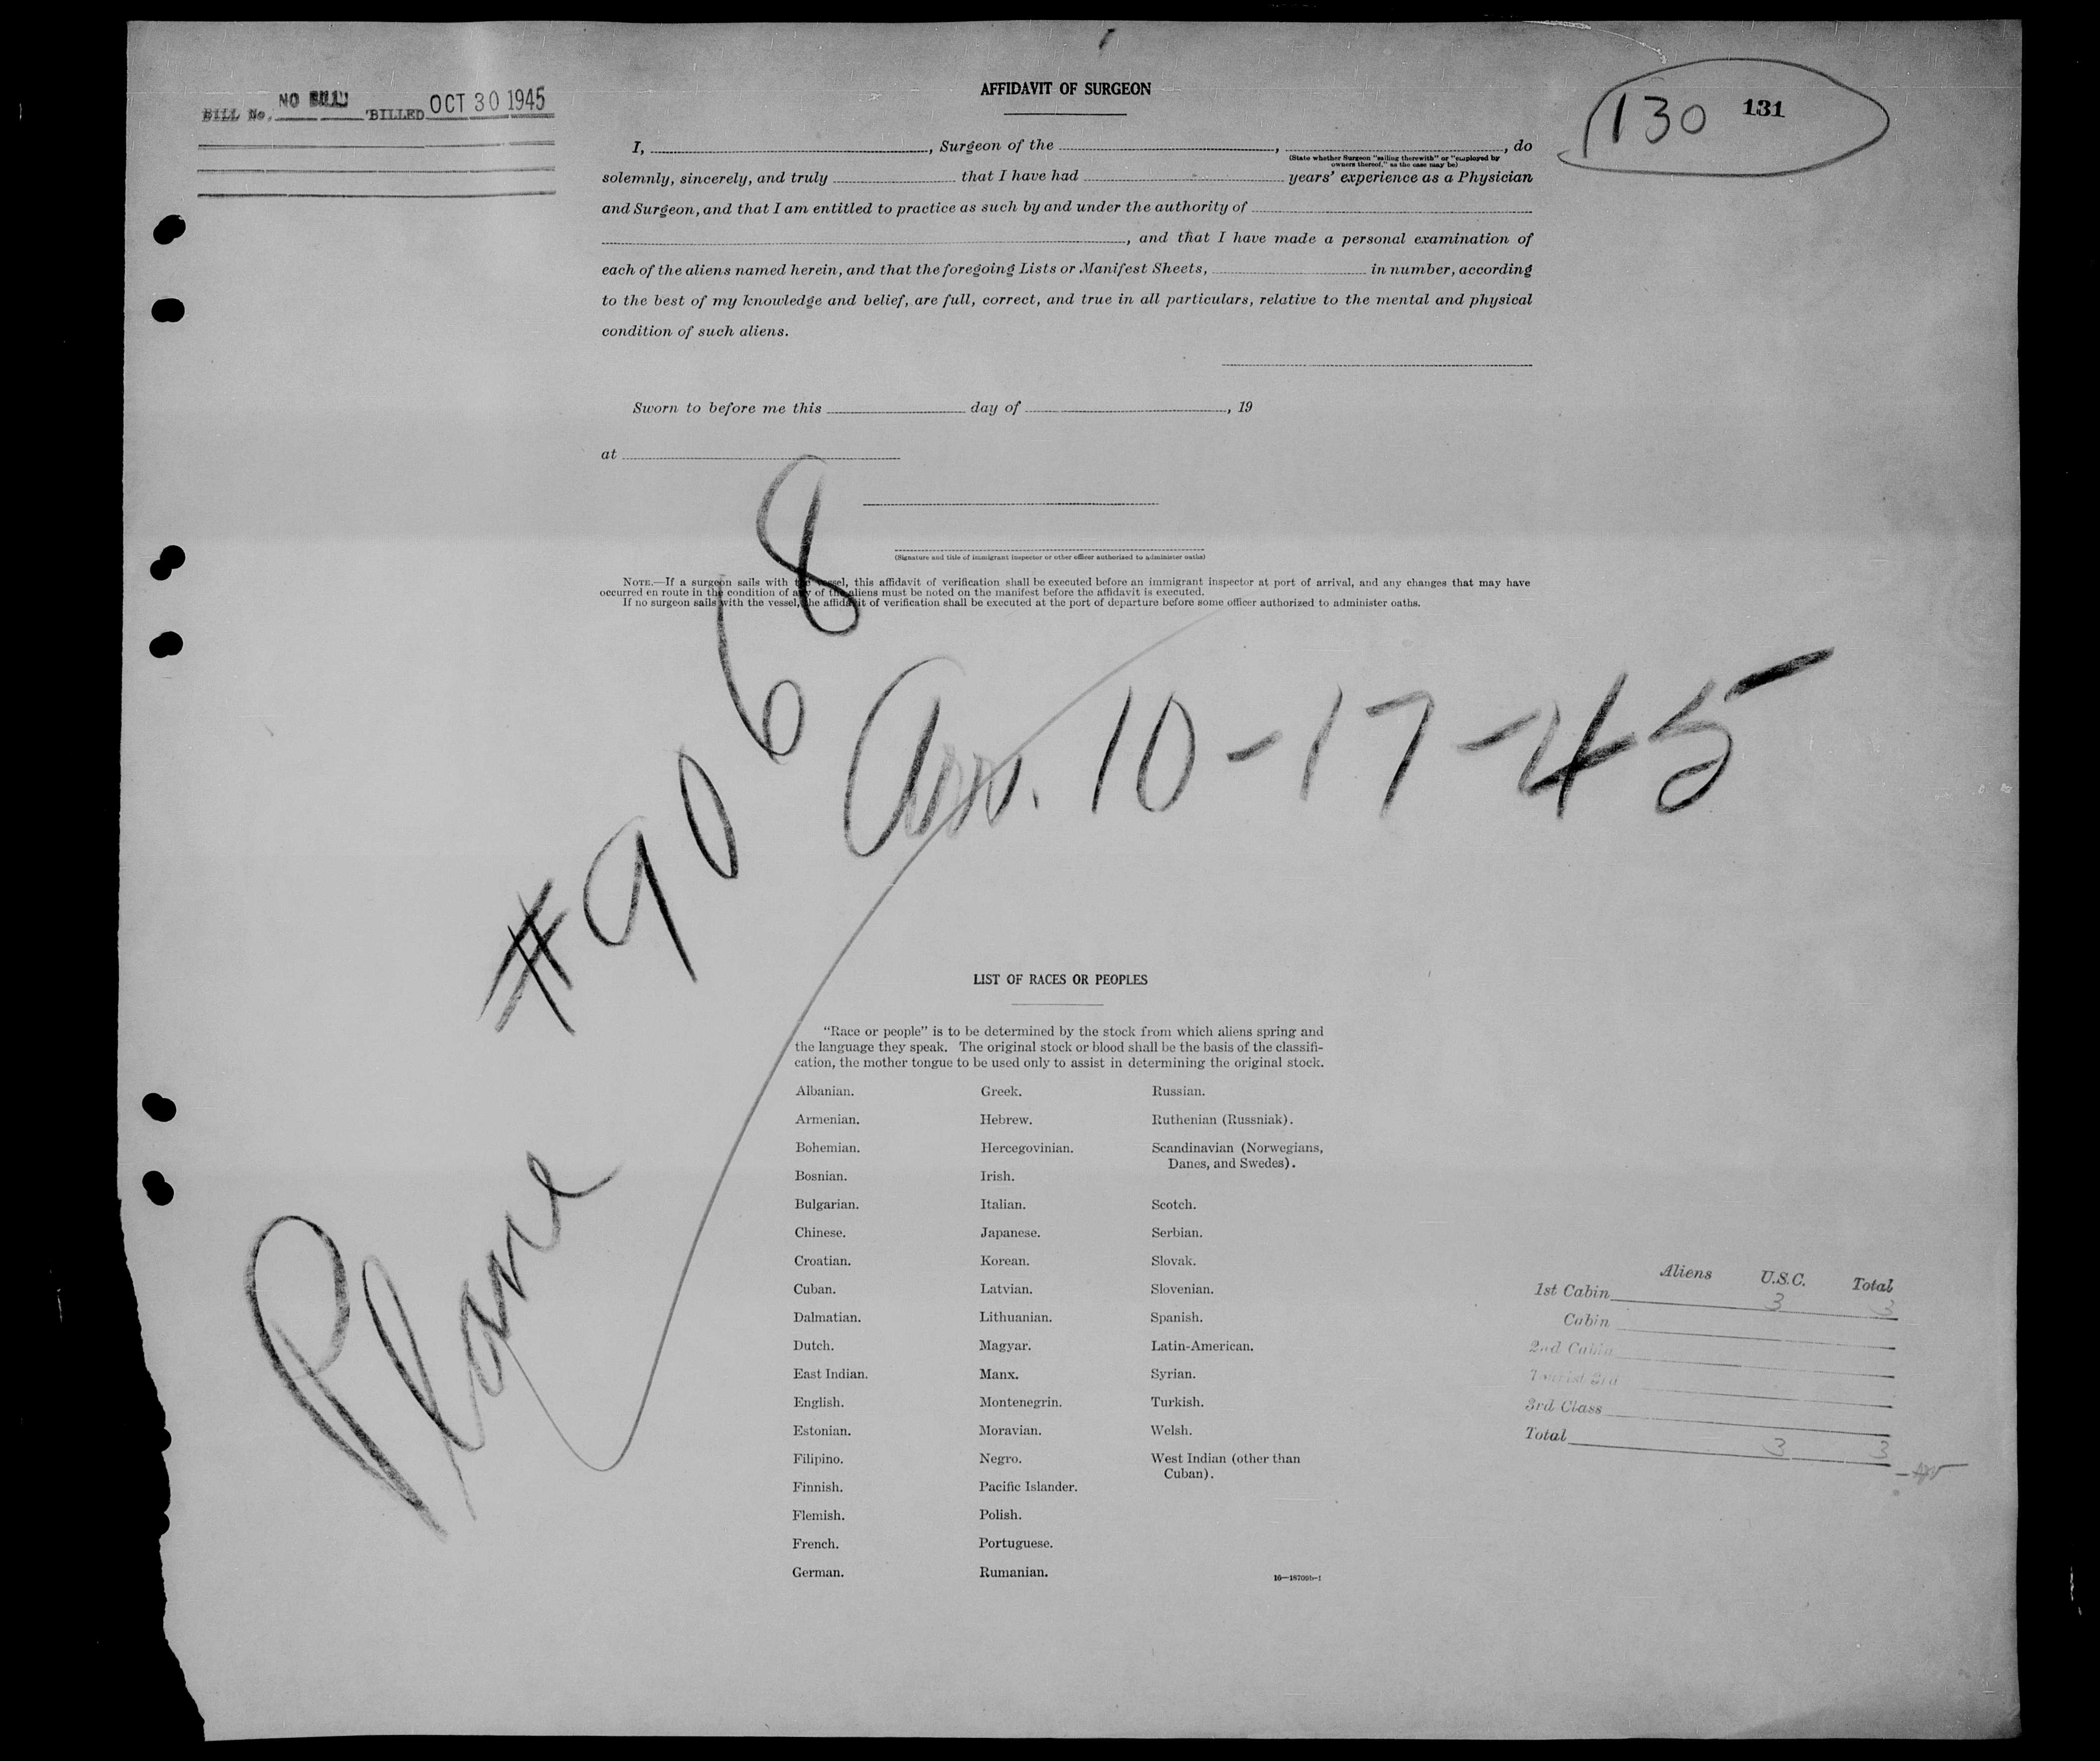 BILL No. NO BILL BILLED OCT 30 1945
AFFIDAVIT OF SURGEON
130 131
I, , Surgeon of the , , do
(State whether Surgeon "sailing therewith" or "employed by
owners thereof," as the case may be)
solemnly, sincerely, and truly that I have had years' experience as a Physician
and Surgeon, and that I am entitled to practice as such by and under the authority of
, and that I have made a personal examination of
each of the aliens named herein, and that the foregoing Lists or Manifest Sheets, in number, according
to the best of my knowledge and belief, are full, correct, and true in all particulars, relative to the mental and physical
condition of such aliens.
Sworn to before me this day of , 19
at
(Signature and title of immigrant inspector or other officer authorized to administer oaths)
NOTE.—If a surgeon sails with the vessel, this affidavit of verification shall be executed before an immigrant inspector at port of arrival, and any changes that may have
occurred en route in the condition of any of the aliens must be noted on the manifest before the affidavit is executed.
If no surgeon sails with the vessel, the affidavit of verification shall be executed at the port of departure before some officer authorized to administer oaths.
Plane #9068
Arr. 10-17-45
LIST OF RACES OR PEOPLES
"Race or people" is to be determined by the stock from which aliens spring and
the language they speak. The original stock or blood shall be the basis of the classifi-
cation, the mother tongue to be used only to assist in determining the original stock.
Albanian.
Armenian.
Bohemian.
Bosnian.
Bulgarian.
Chinese.
Croatian.
Cuban.
Dalmatian.
Dutch.
East Indian.
English.
Estonian.
Filipino.
Finnish.
Flemish.
French.
German.
Greek.
Hebrew.
Hercegovinian.
Irish.
Italian.
Japanese.
Korean.
Latvian.
Lithuanian.
Magyar.
Manx.
Montenegrin.
Moravian.
Negro.
Pacific Islander.
Polish.
Portuguese.
Rumanian.
Russian.
Ruthenian (Russniak).
Scandinavian (Norwegians,
Danes, and Swedes).
Scotch.
Serbian.
Slovak.
Slovenian.
Spanish.
Latin-American.
Syrian.
Turkish.
Welsh.
West Indian (other than
Cuban).
16—18709b-1
Aliens U.S.C. Total
1st Cabin 3 3
Cabin
2nd Cabin
Tourist 3rd
3rd Class
Total 3 3